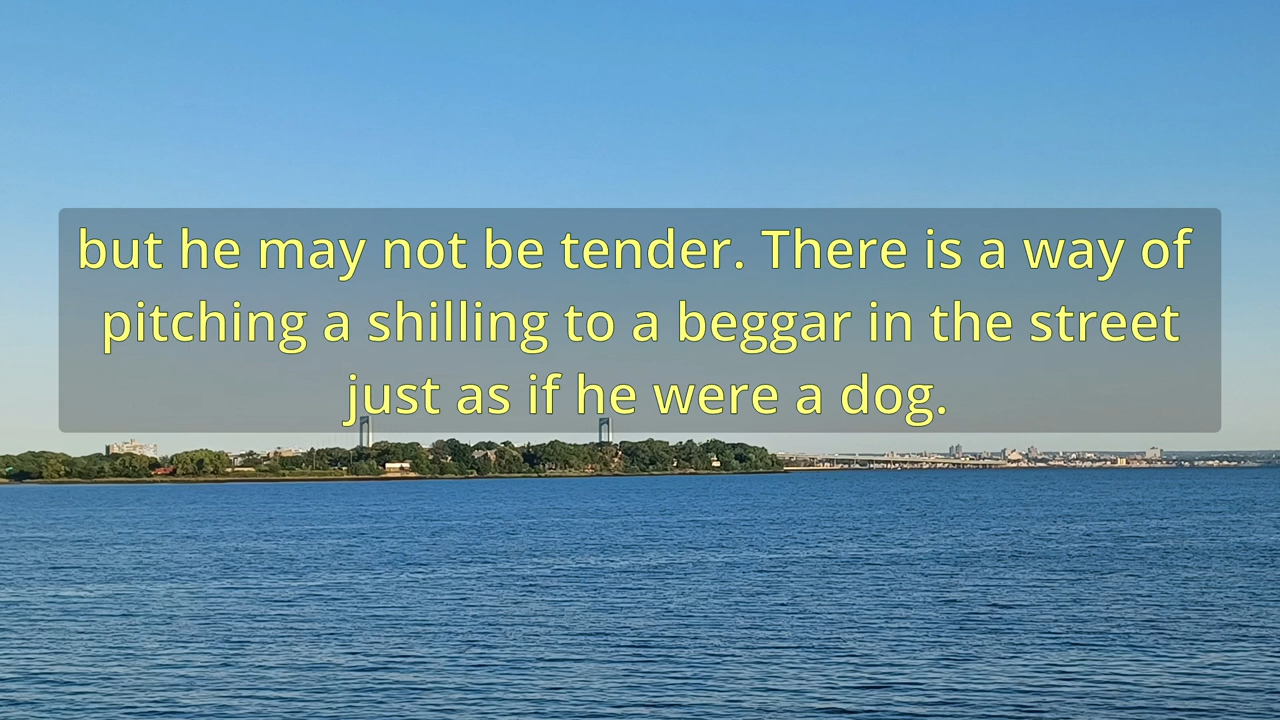 but he may not be tender. There is a way of
pitching a shilling to a beggar in the street
just as if he were a dog.